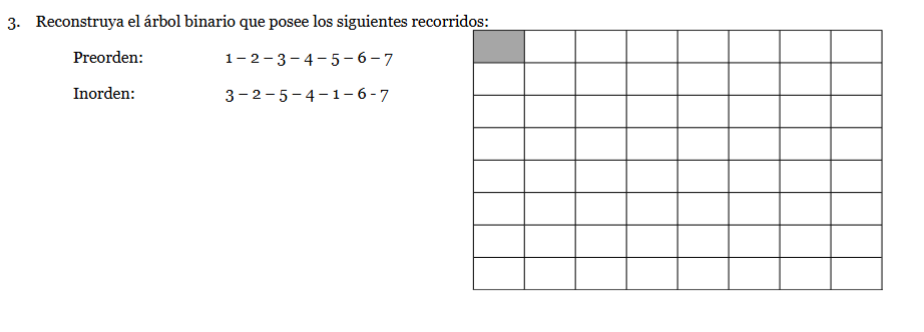 3. Reconstruya el árbol binario que posee los siguientes recorridos:
Preorden: 1 – 2 – 3 – 4 – 5 – 6 – 7
Inorden: 3 – 2 – 5 – 4 – 1 – 6 - 7